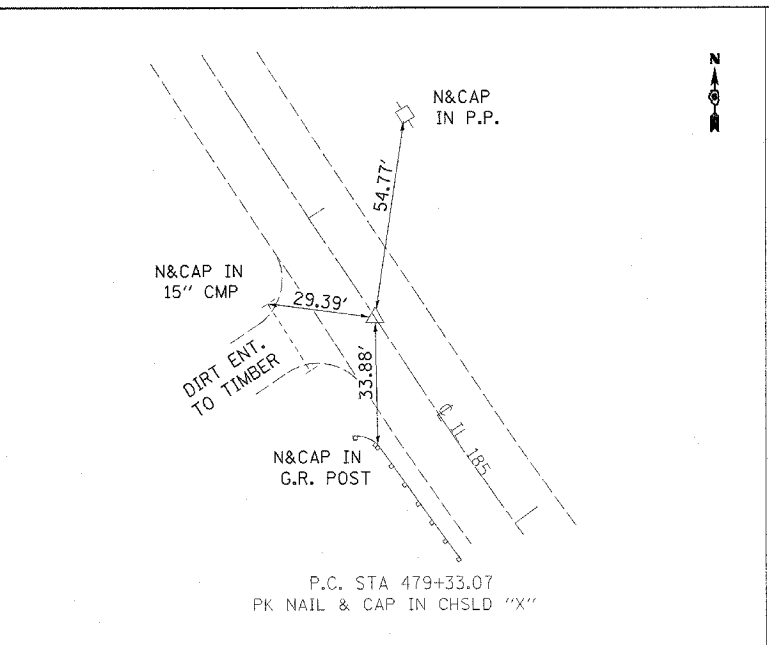 N
N&CAP
IN P.P.
54.77'
N&CAP IN
15" CMP
29.39'
DIRT ENT.
TO TIMBER
33.88'
℄ IL 185
N&CAP IN
G.R. POST
P.C. STA 479+33.07
PK NAIL & CAP IN CHSLD "X"